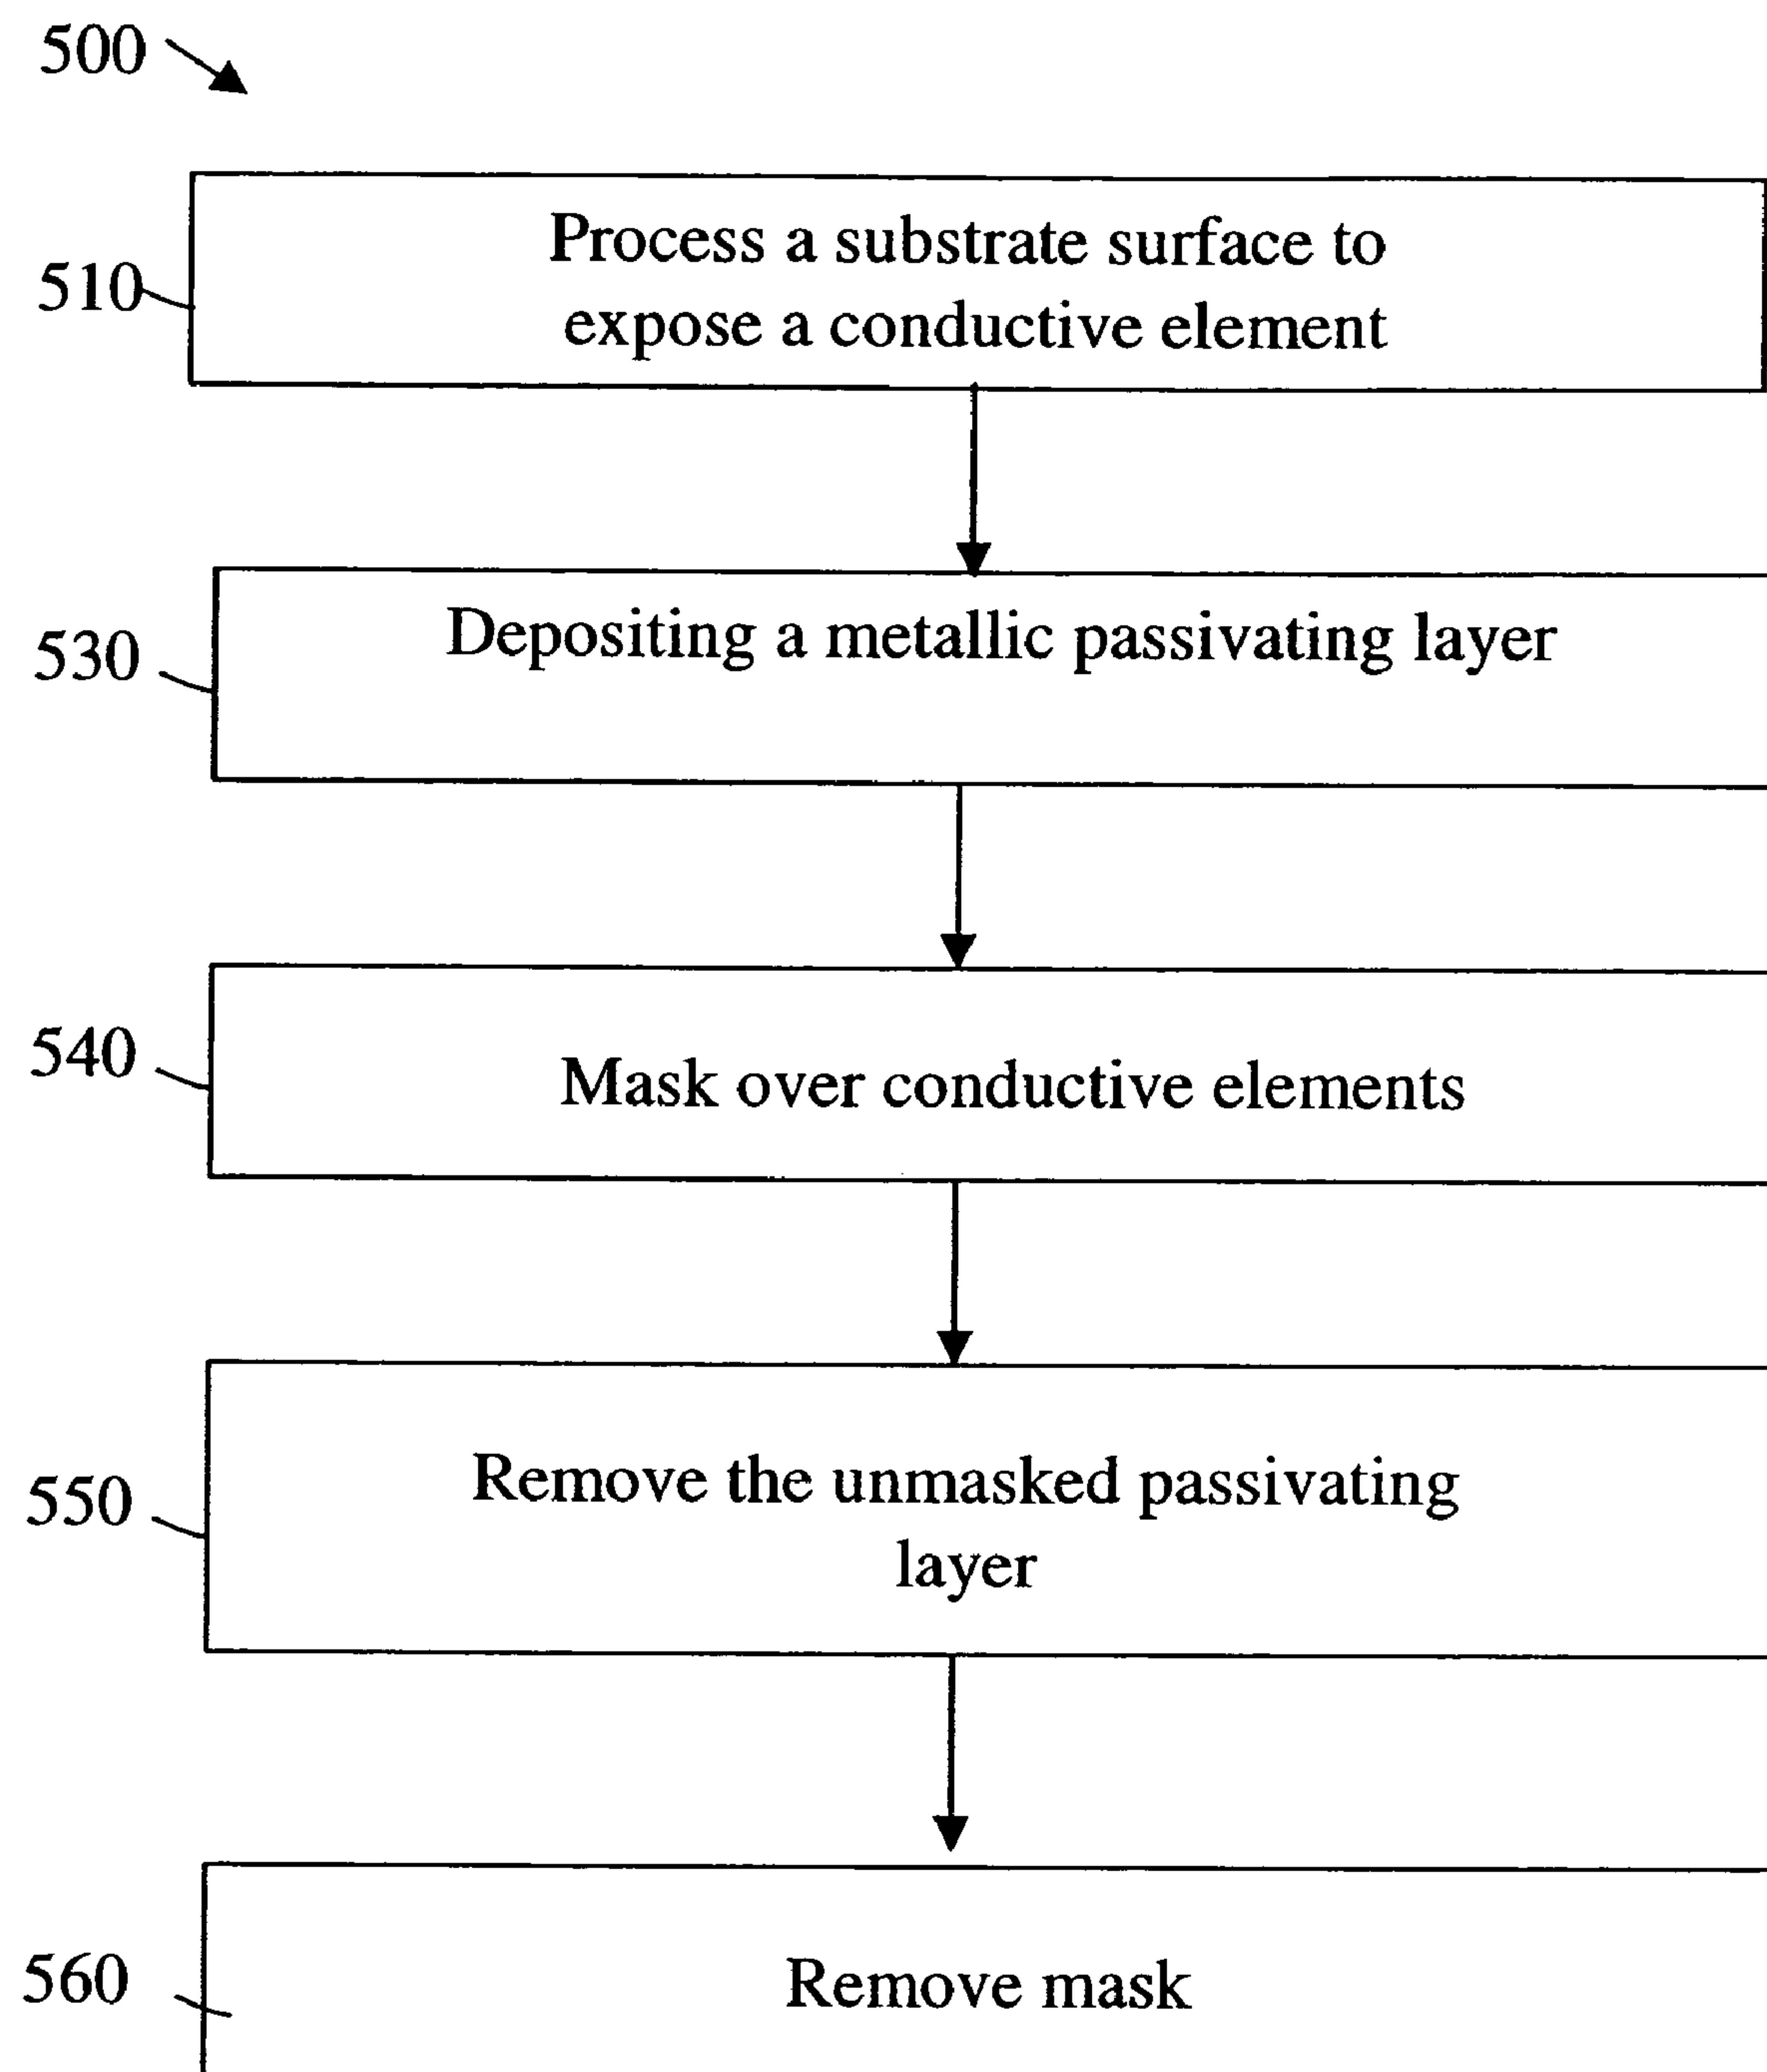 500
Process a substrate surface to
510
expose a conductive element
Depositing a metallic passivating layer
530
540
Mask over conductive elements
Remove the unmasked passivating
550
layer
560
Remove mask